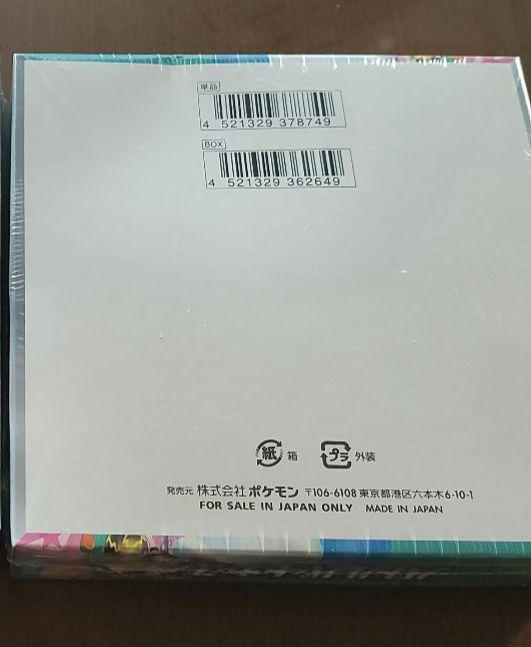 単品
4 521329 378749
BOX
4 521329 362649
紙 箱 プラ 外装
発売元 株式会社ポケモン 〒106-6108 東京都港区六本木6-10-1
FOR SALE IN JAPAN ONLY MADE IN JAPAN